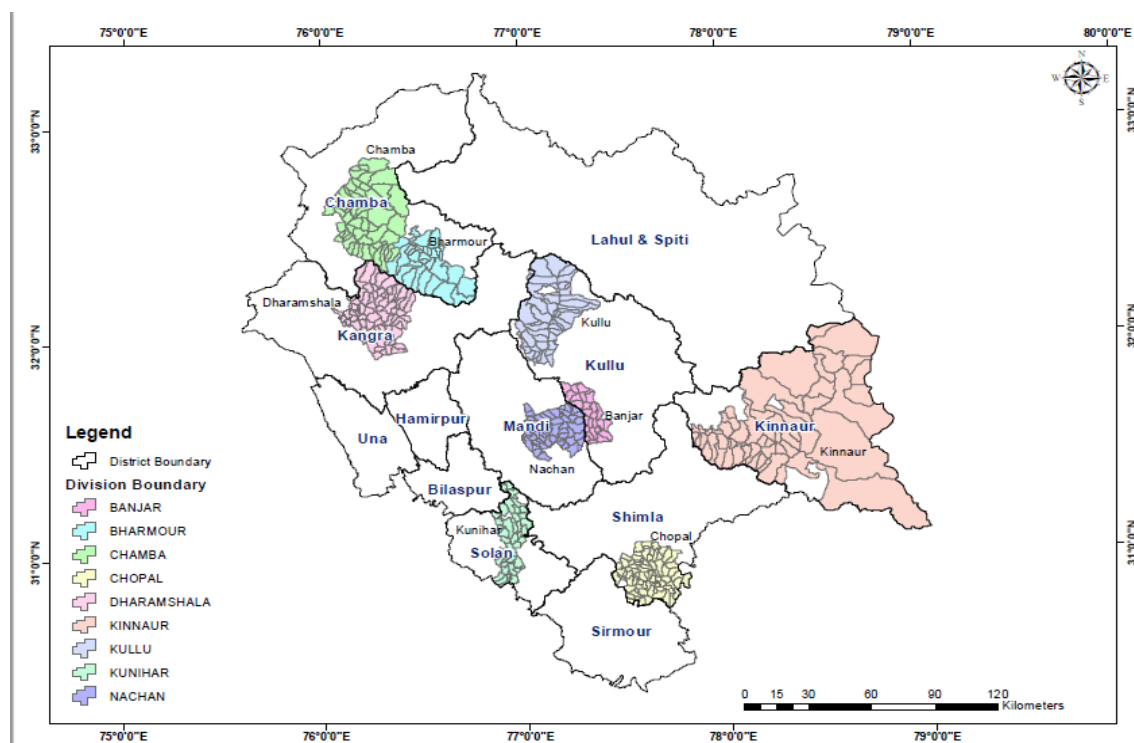 75°0'0"E 76°0'0"E 77°0'0"E 78°0'0"E 79°0'0"E 80°0'0"E
N
W E
S
33°0'0"N
33°0'0"N
Chamba
Chamba
Bharmour
Lahul & Spiti
Dharamshala
Kangra
Kullu
Kullu
32°0'0"N
32°0'0"N
Hamirpur
Una
Mandi
Banjar
Nachan
Kinnaur
Kinnaur
Bilaspur
Kunihar
Solan
Shimla
Chopal
31°0'0"N
31°0'0"N
Sirmour
Legend
District Boundary
Division Boundary
BANJAR
BHARMOUR
CHAMBA
CHOPAL
DHARAMSHALA
KINNAUR
KULLU
KUNIHAR
NACHAN
0 15 30 60 90 120
Kilometers
75°0'0"E 76°0'0"E 77°0'0"E 78°0'0"E 79°0'0"E